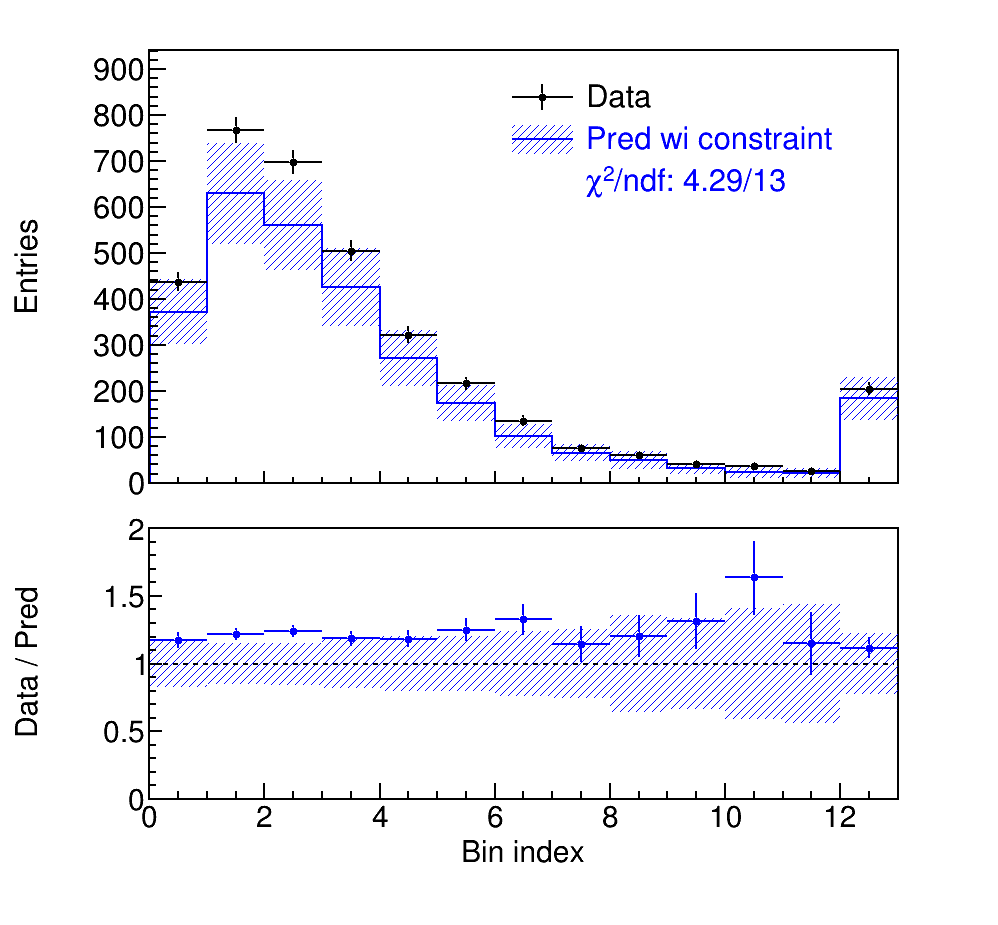 900
800
700
600
500
400
300
200
100
0
Entries
Data
Pred wi constraint
χ²/ndf: 4.29/13
2
1.5
1
0.5
0
Data / Pred
0 2 4 6 8 10 12
Bin index